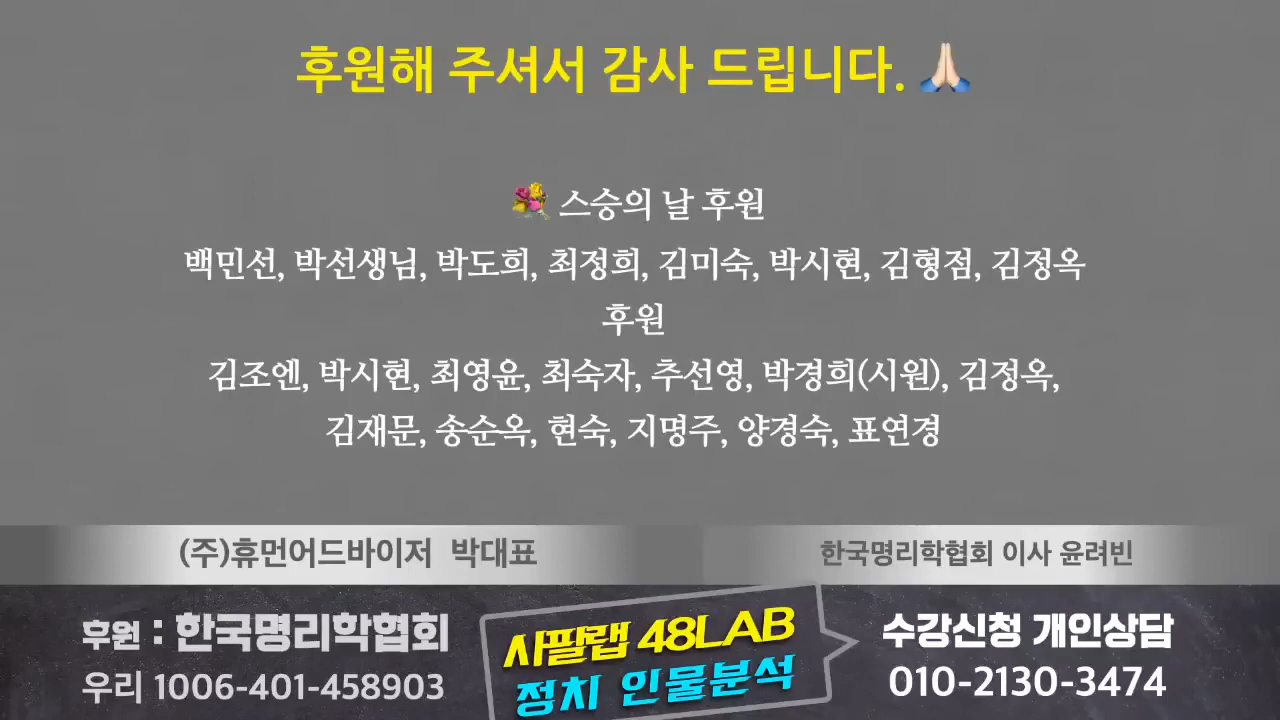 후원해 주셔서 감사 드립니다. 🙏🏻
💐 스승의 날 후원
백민선, 박선생님, 박도희, 최정희, 김미숙, 박시현, 김형점, 김정옥
후원
김조엔, 박시현, 최영윤, 최숙자, 추선영, 박경희(시원), 김정옥,
김재문, 송순옥, 현숙, 지명주, 양경숙, 표연경
(주)휴먼어드바이저 박대표
한국명리학협회 이사 윤려빈
후원 : 한국명리학협회
우리 1006-401-458903
사팔랩 48LAB
정치 인물분석
수강신청 개인상담
010-2130-3474